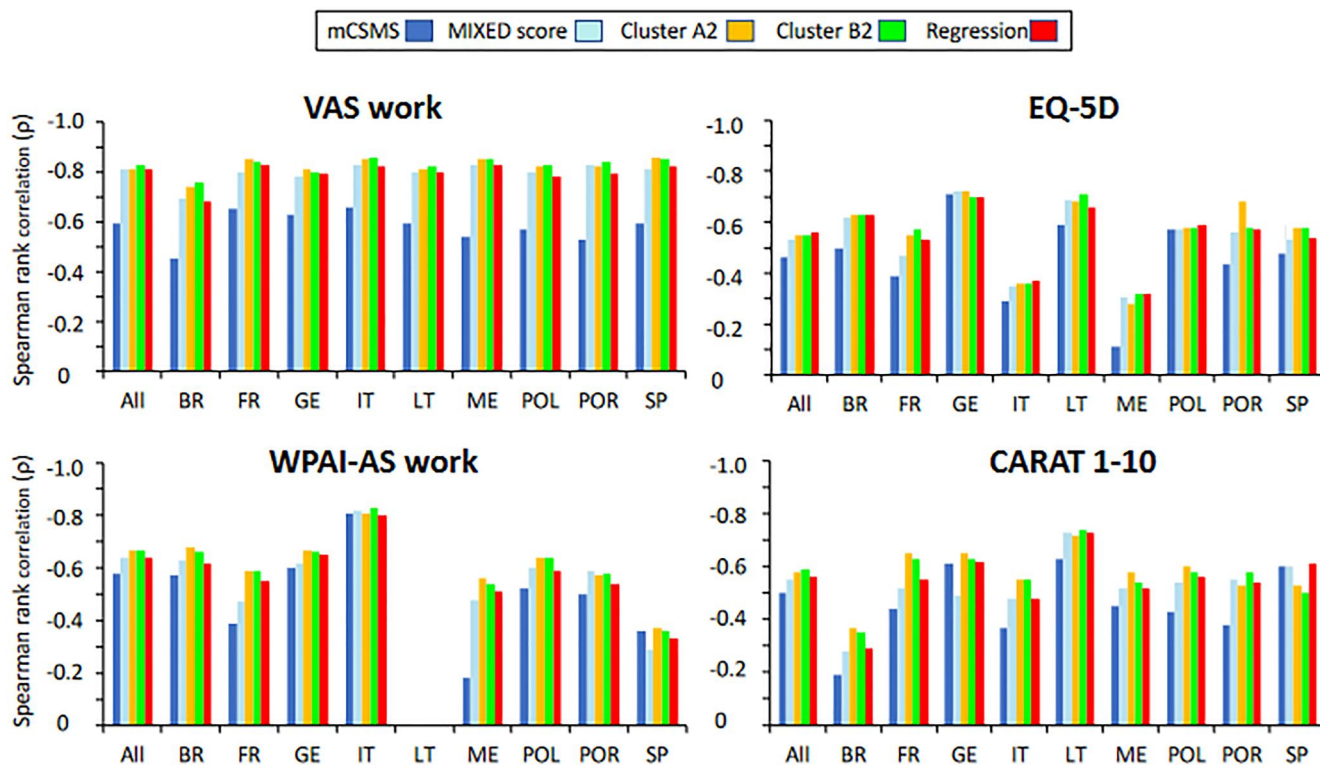 mCSMS MIXED score Cluster A2 Cluster B2 Regression
VAS work
Spearman rank correlation (ρ)
-1.0
-0.8
-0.6
-0.4
-0.2
0
All BR FR GE IT LT ME POL POR SP
EQ-5D
-1.0
-0.8
-0.6
-0.4
-0.2
0
All BR FR GE IT LT ME POL POR SP
WPAI-AS work
Spearman rank correlation (ρ)
-1.0
-0.8
-0.6
-0.4
-0.2
0
All BR FR GE IT LT ME POL POR SP
CARAT 1-10
-1.0
-0.8
-0.6
-0.4
-0.2
0
All BR FR GE IT LT ME POL POR SP